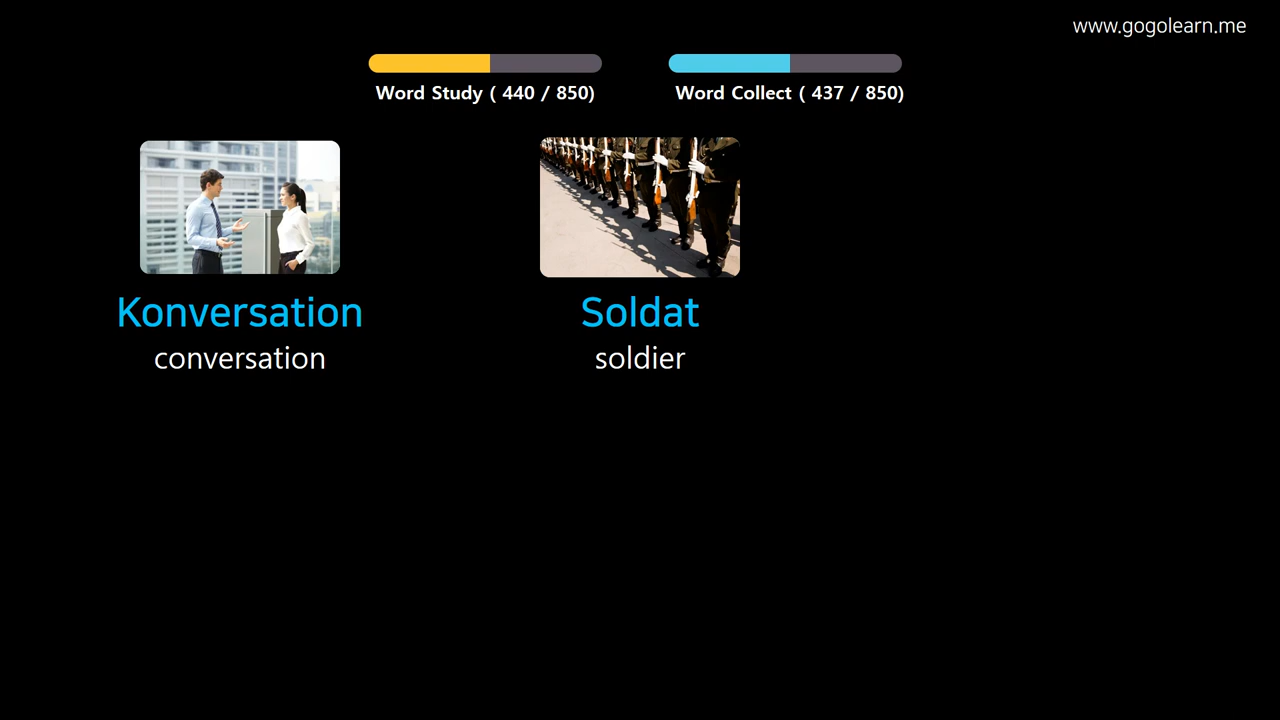 www.gogolearn.me
Word Study ( 440 / 850)
Word Collect ( 437 / 850)
Konversation
conversation
Soldat
soldier